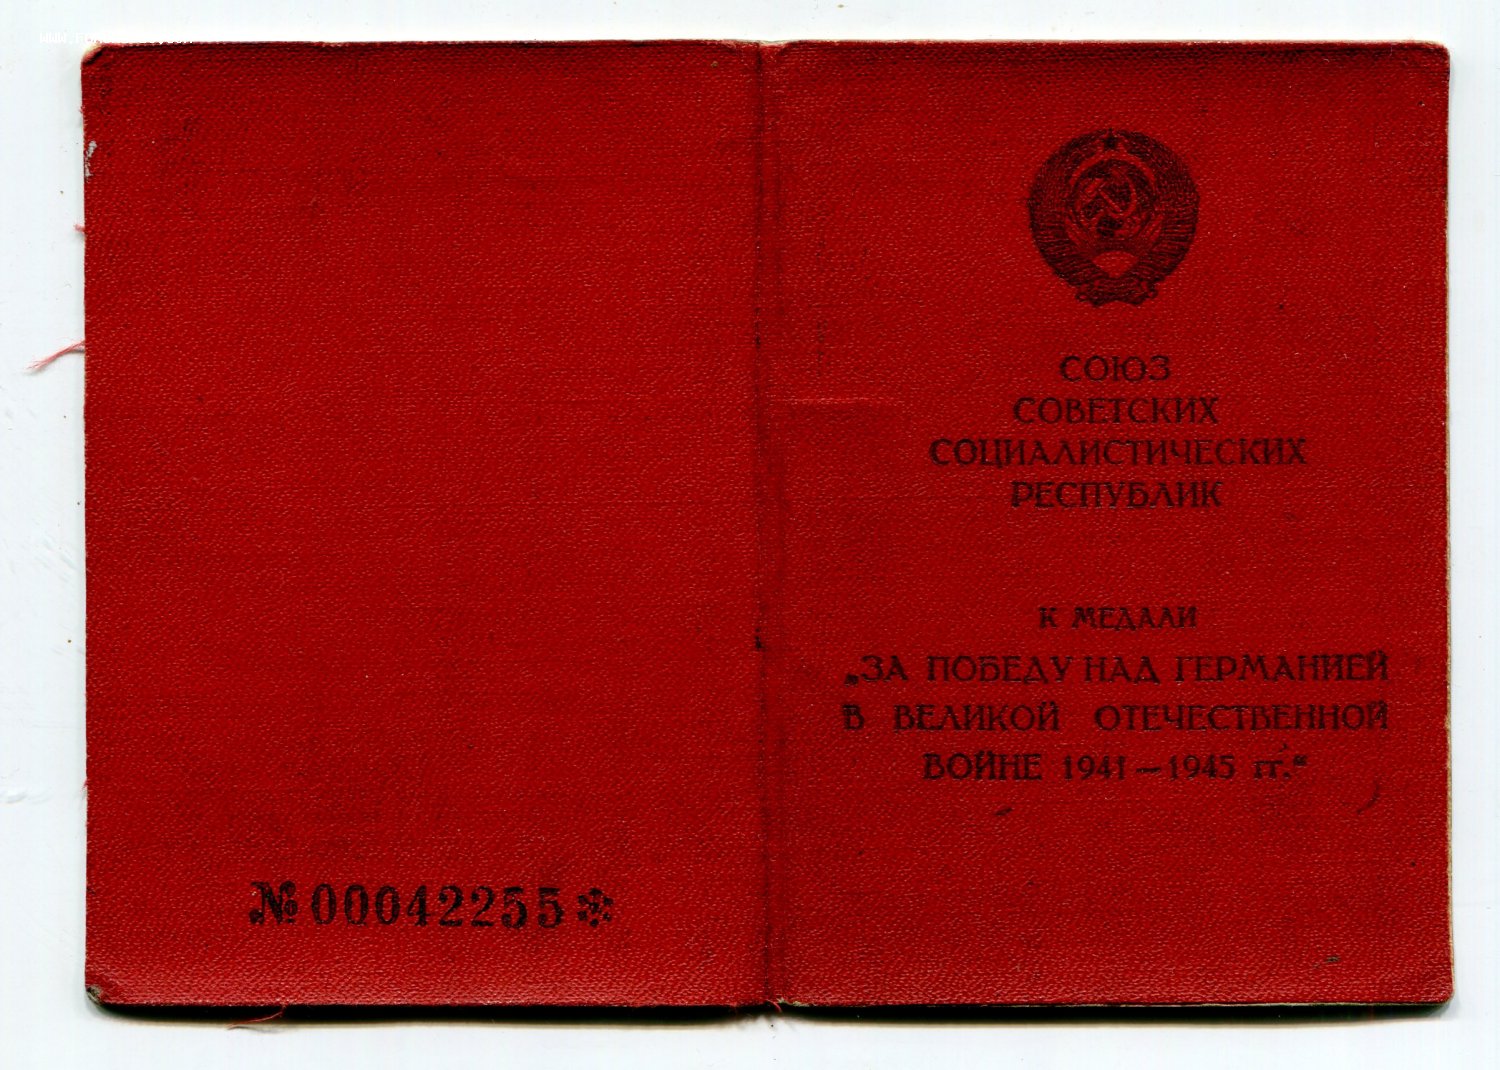 № 00042255*
СОЮЗ
СОВЕТСКИХ
СОЦИАЛИСТИЧЕСКИХ
РЕСПУБЛИК
К МЕДАЛИ
„ЗА ПОБЕДУ НАД ГЕРМАНИЕЙ
В ВЕЛИКОЙ ОТЕЧЕСТВЕННОЙ
ВОЙНЕ 1941—1945 гг.“